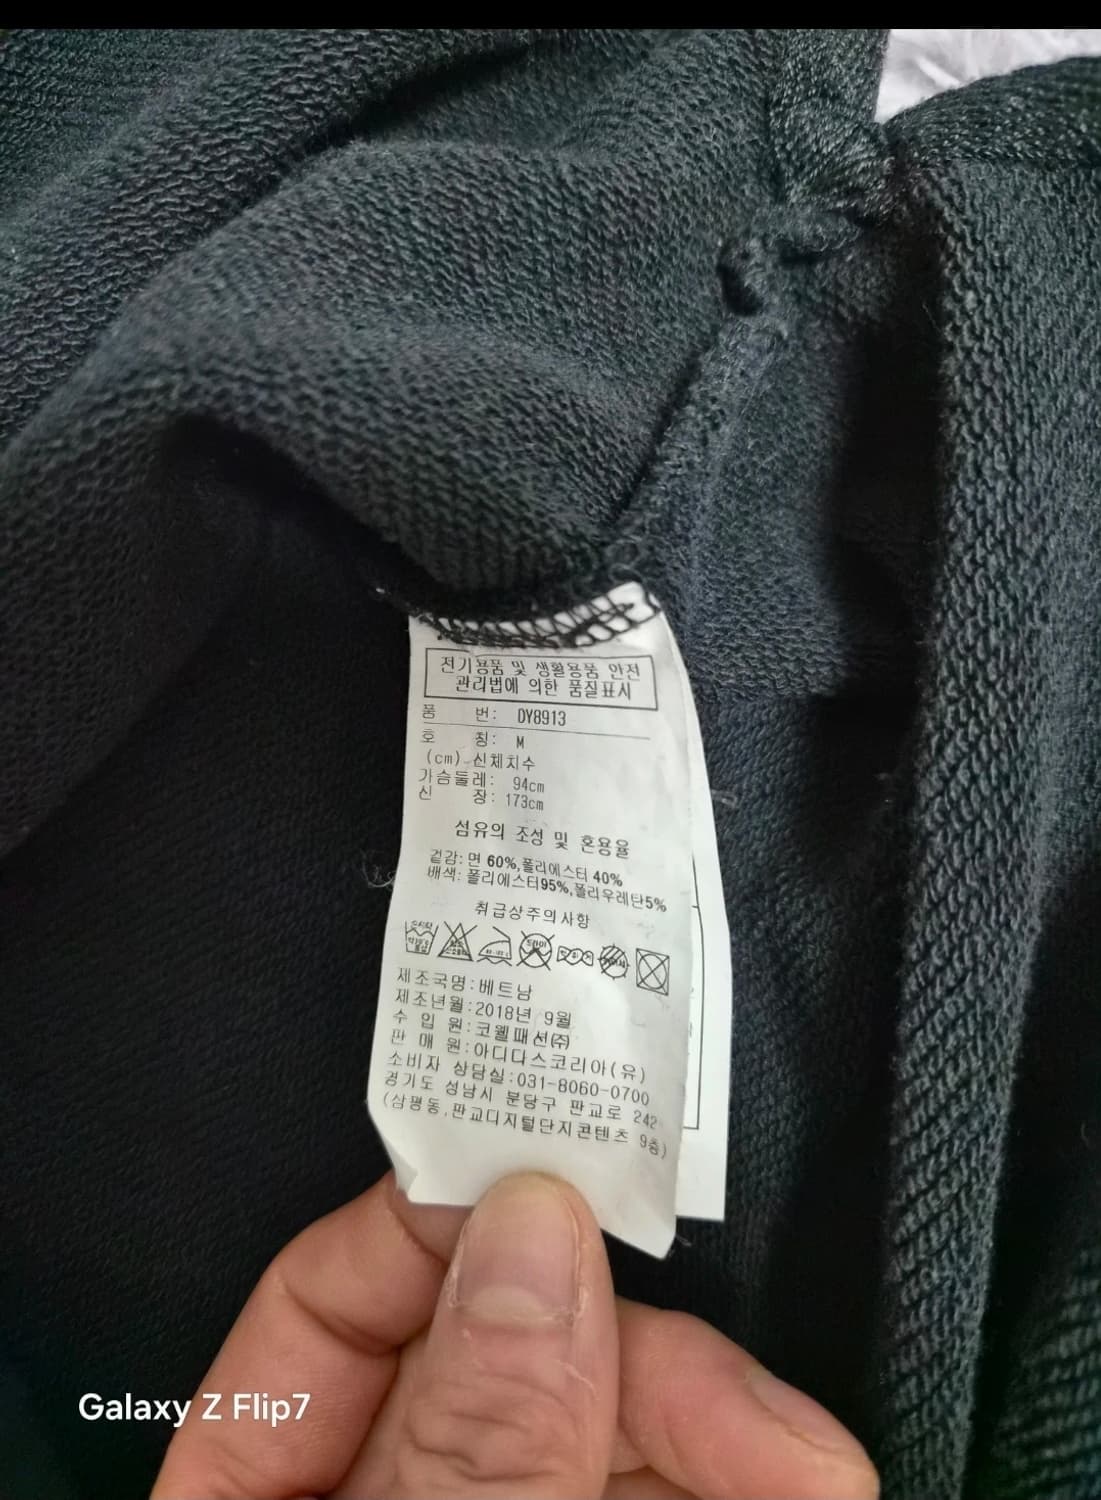 전기용품 및 생활용품 안전
관리법에 의한 품질표시
품 번: DY8913
호 칭: M
(cm) 신체치수
가슴둘레: 94cm
신 장: 173cm
섬유의 조성 및 혼용율
겉감: 면 60%,폴리에스터 40%
배색: 폴리에스터95%,폴리우레탄5%
취급상주의사항
제조국명:베트남
제조년월:2018년 9월
수 입 원:코웰패션(주)
판 매 원:아디다스코리아(유)
소비자 상담실:031-8060-0700
경기도 성남시 분당구 판교로 242
(삼평동,판교디지털단지콘텐츠 9층)
Galaxy Z Flip7